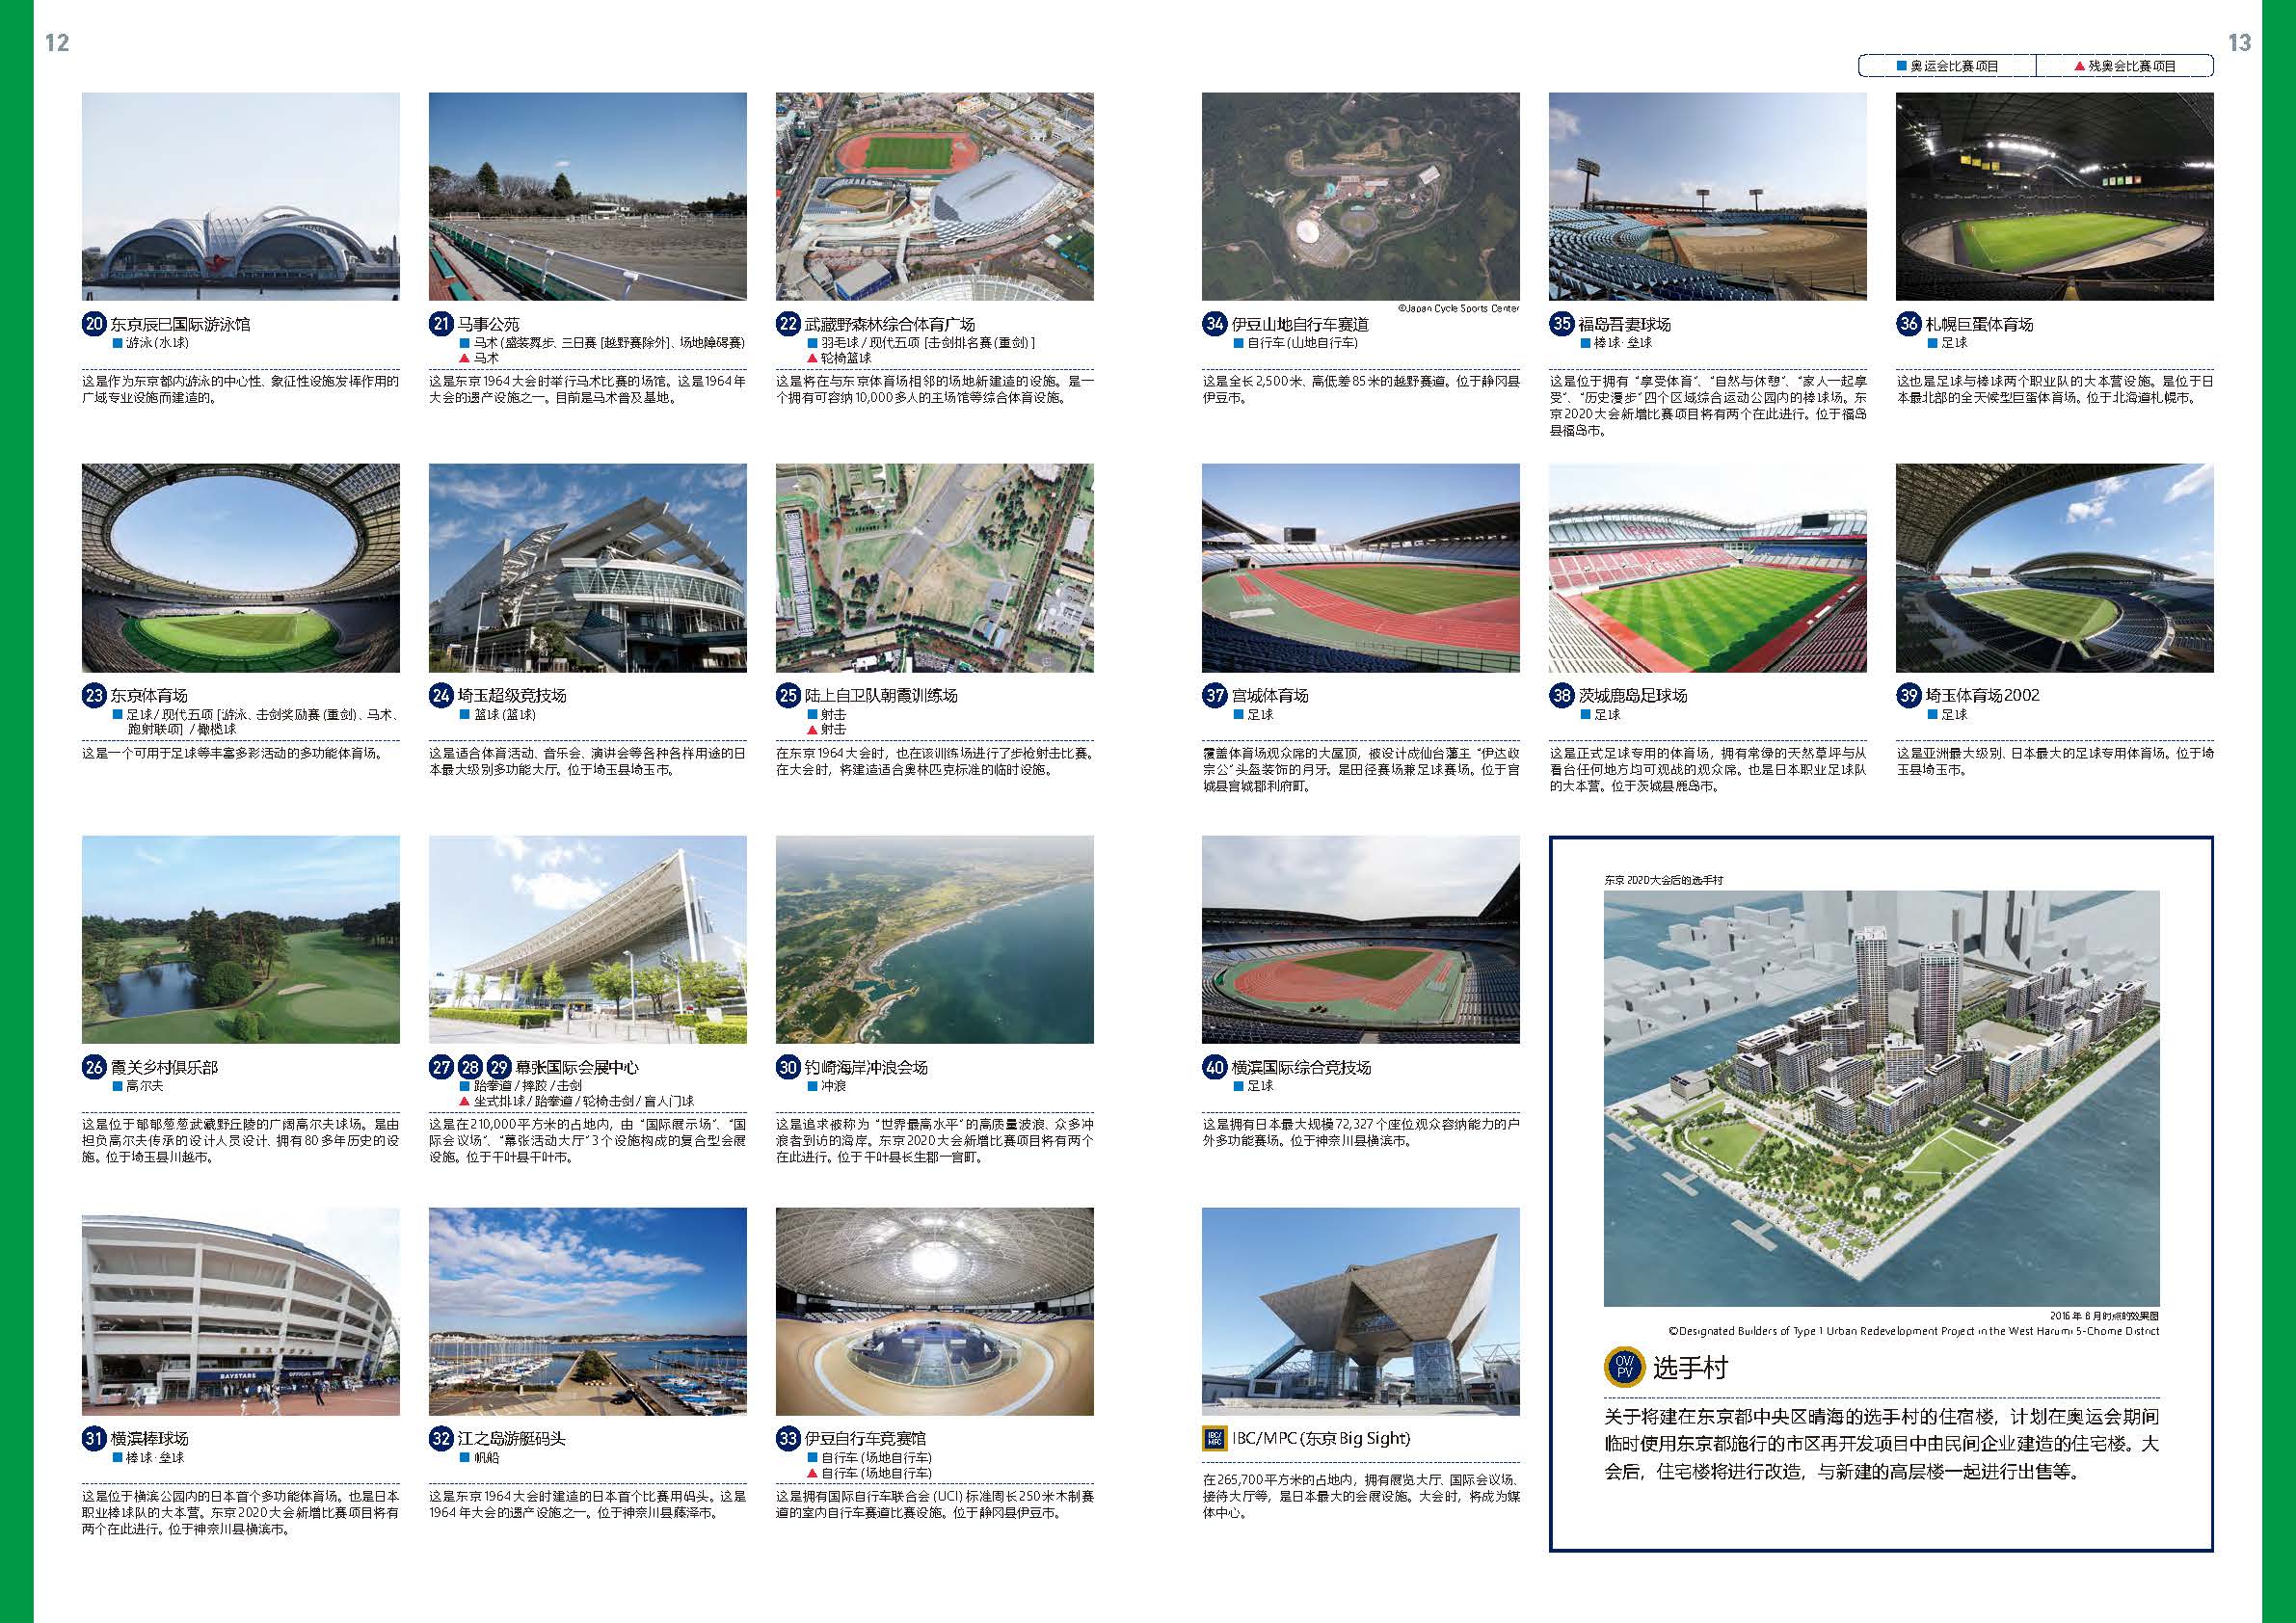 12
13
■ 奥运会比赛项目
▲ 残奥会比赛项目
20 东京辰巳国际游泳馆
■ 游泳(水球)
这是作为东京都内游泳的中心性、象征性设施发挥作用的
广域专业设施而建造的。
21 马事公苑
■ 马术(盛装舞步、三日赛[越野赛除外]、场地障碍赛)
▲ 马术
这是东京1964大会时举行马术比赛的场馆。这是1964年
大会的遗产设施之一。目前是马术普及基地。
22 武藏野森林综合体育广场
■ 羽毛球/现代五项[击剑排名赛(重剑)]
▲ 轮椅篮球
这是将在与东京体育场相邻的场地新建造的设施。是一
个拥有可容纳10,000多人的主场馆等综合体育设施。
23 东京体育场
■ 足球/现代五项[游泳、击剑奖励赛(重剑)、马术、
跑射联项]/橄榄球
这是一个可用于足球等丰富多彩活动的多功能体育场。
24 埼玉超级竞技场
■ 篮球(篮球)
这是适合体育活动、音乐会、演讲会等各种各样用途的日
本最大级别多功能大厅。位于埼玉县埼玉市。
25 陆上自卫队朝霞训练场
■ 射击
▲ 射击
在东京1964大会时，也在该训练场进行了步枪射击比赛。
在大会时，将建造适合奥林匹克标准的临时设施。
26 霞关乡村俱乐部
■ 高尔夫
这是位于郁郁葱葱武藏野丘陵的广阔高尔夫球场。是由
担负高尔夫传承的设计人员设计、拥有80多年历史的设
施。位于埼玉县川越市。
27 28 29 幕张国际会展中心
■ 跆拳道/摔跤/击剑
▲ 坐式排球/跆拳道/轮椅击剑/盲人门球
这是在210,000平方米的占地内，由“国际展示场”、“国
际会议场”、“幕张活动大厅”3个设施构成的复合型会展
设施。位于千叶县千叶市。
30 钓崎海岸冲浪会场
■ 冲浪
这是追求被称为“世界最高水平”的高质量波浪、众多冲
浪者到访的海岸。东京2020大会新增比赛项目将有两个
在此进行。位于千叶县长生郡一宫町。
BAYSTARS
31 横滨棒球场
■ 棒球·垒球
这是位于横滨公园内的日本首个多功能体育场。也是日本
职业棒球队的大本营。东京2020大会新增比赛项目将有
两个在此进行。位于神奈川县横滨市。
32 江之岛游艇码头
■ 帆船
这是东京1964大会时建造的日本首个比赛用码头。这是
1964年大会的遗产设施之一。位于神奈川县藤泽市。
33 伊豆自行车竞赛馆
■ 自行车(场地自行车)
▲ 自行车(场地自行车)
这是拥有国际自行车联合会(UCI)标准周长250米木制赛
道的室内自行车赛道比赛设施。位于静冈县伊豆市。
©Japan Cycle Sports Center
34 伊豆山地自行车赛道
■ 自行车(山地自行车)
这是全长2,500米、高低差85米的越野赛道。位于静冈县
伊豆市。
35 福岛吾妻球场
■ 棒球·垒球
这是位于拥有“享受体育”、“自然与休憩”、“家人一起享
受”、“历史漫步”四个区域综合运动公园内的棒球场。东
京2020大会新增比赛项目将有两个在此进行。位于福岛
县福岛市。
36 札幌巨蛋体育场
■ 足球
这也是足球与棒球两个职业队的大本营设施。是位于日
本最北部的全天候型巨蛋体育场。位于北海道札幌市。
37 宫城体育场
■ 足球
覆盖体育场观众席的大屋顶，被设计成仙台藩主“伊达政
宗公”头盔装饰的月牙。是田径赛场兼足球赛场。位于宫
城县宫城郡利府町。
38 茨城鹿岛足球场
■ 足球
这是正式足球专用的体育场，拥有常绿的天然草坪与从
看台任何地方均可观战的观众席。也是日本职业足球队
的大本营。位于茨城县鹿岛市。
39 埼玉体育场2002
■ 足球
这是亚洲最大级别、日本最大的足球专用体育场。位于埼
玉县埼玉市。
40 横滨国际综合竞技场
■ 足球
这是拥有日本最大规模72,327个座位观众容纳能力的户
外多功能赛场。位于神奈川县横滨市。
IBC/MPC IBC/MPC(东京Big Sight)
在265,700平方米的占地内，拥有展览大厅、国际会议场、
接待大厅等，是日本最大的会展设施。大会时，将成为媒
体中心。
东京2020大会后的选手村
2016年8月时点的效果图
©Designated Builders of Type 1 Urban Redevelopment Project in the West Harumi 5-Chome District
OV/PV 选手村
关于将建在东京都中央区晴海的选手村的住宿楼，计划在奥运会期间
临时使用东京都施行的市区再开发项目中由民间企业建造的住宅楼。大
会后，住宅楼将进行改造，与新建的高层楼一起进行出售等。